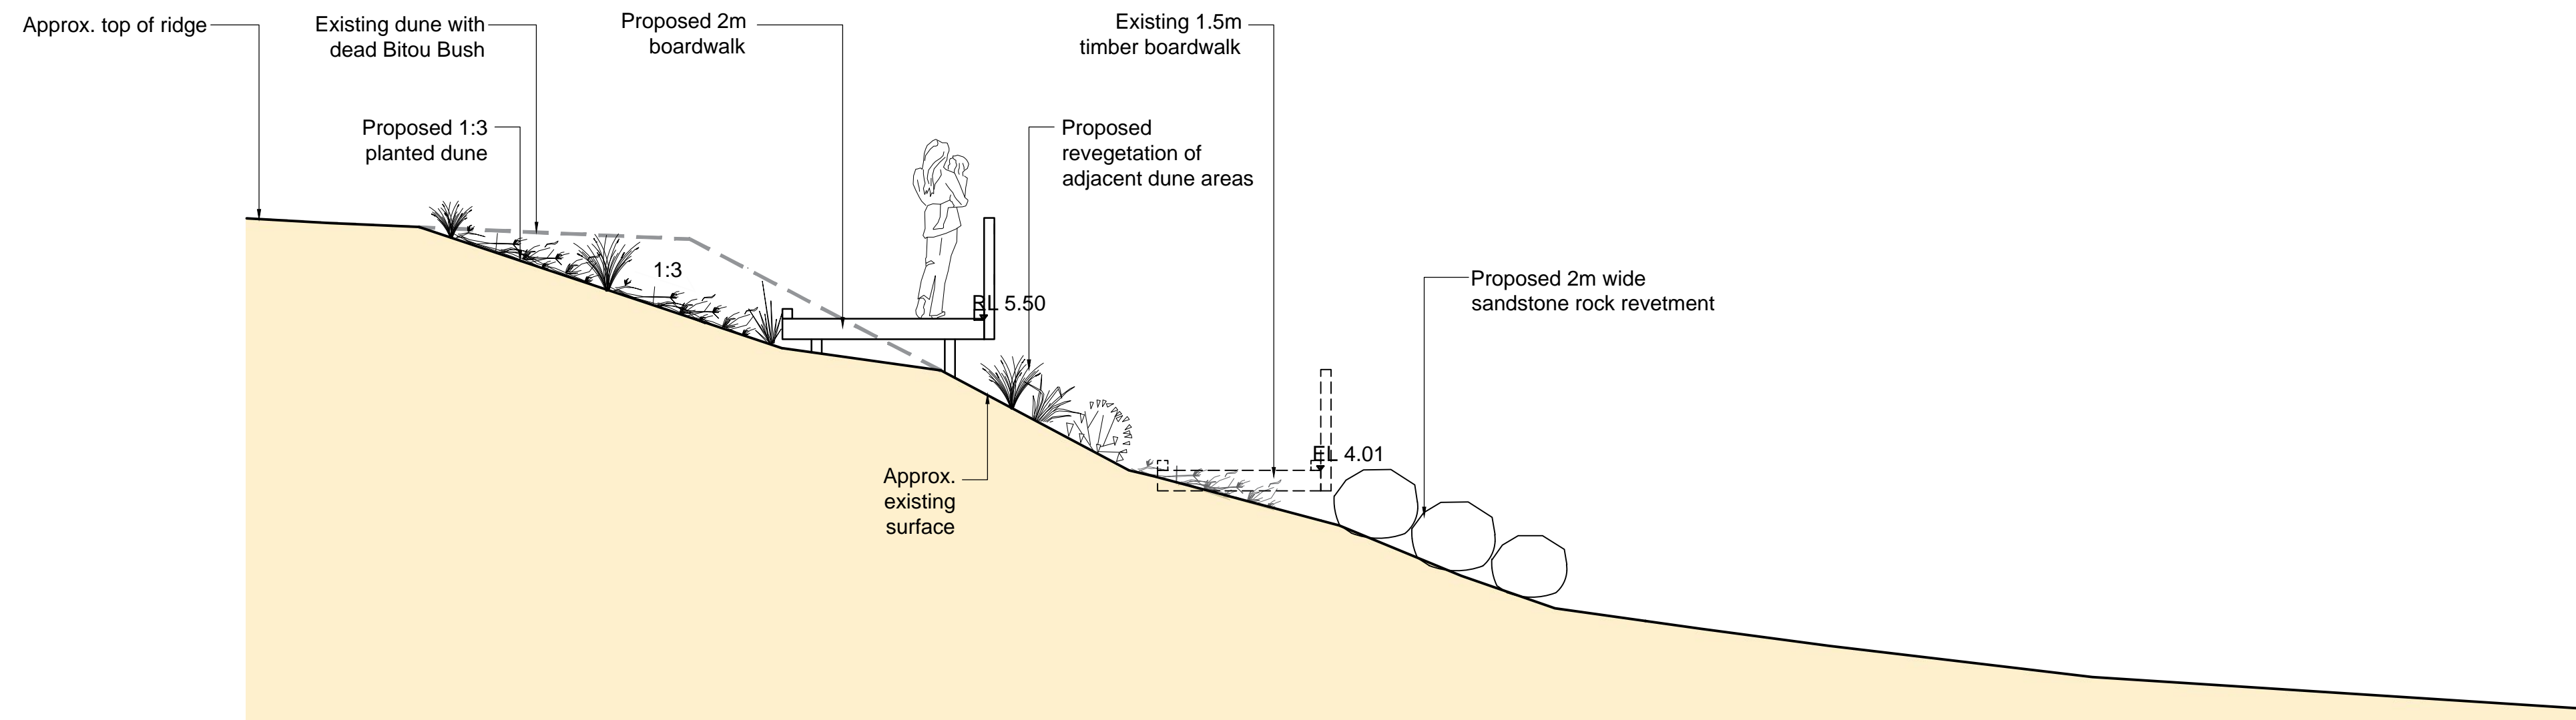 Approx. top of ridge
Existing dune with
dead Bitou Bush
Proposed 2m
boardwalk
Existing 1.5m
timber boardwalk
Proposed 1:3
planted dune
Proposed
revegetation of
adjacent dune areas
1:3
RL 5.50
Proposed 2m wide
sandstone rock revetment
EL 4.01
Approx.
existing
surface